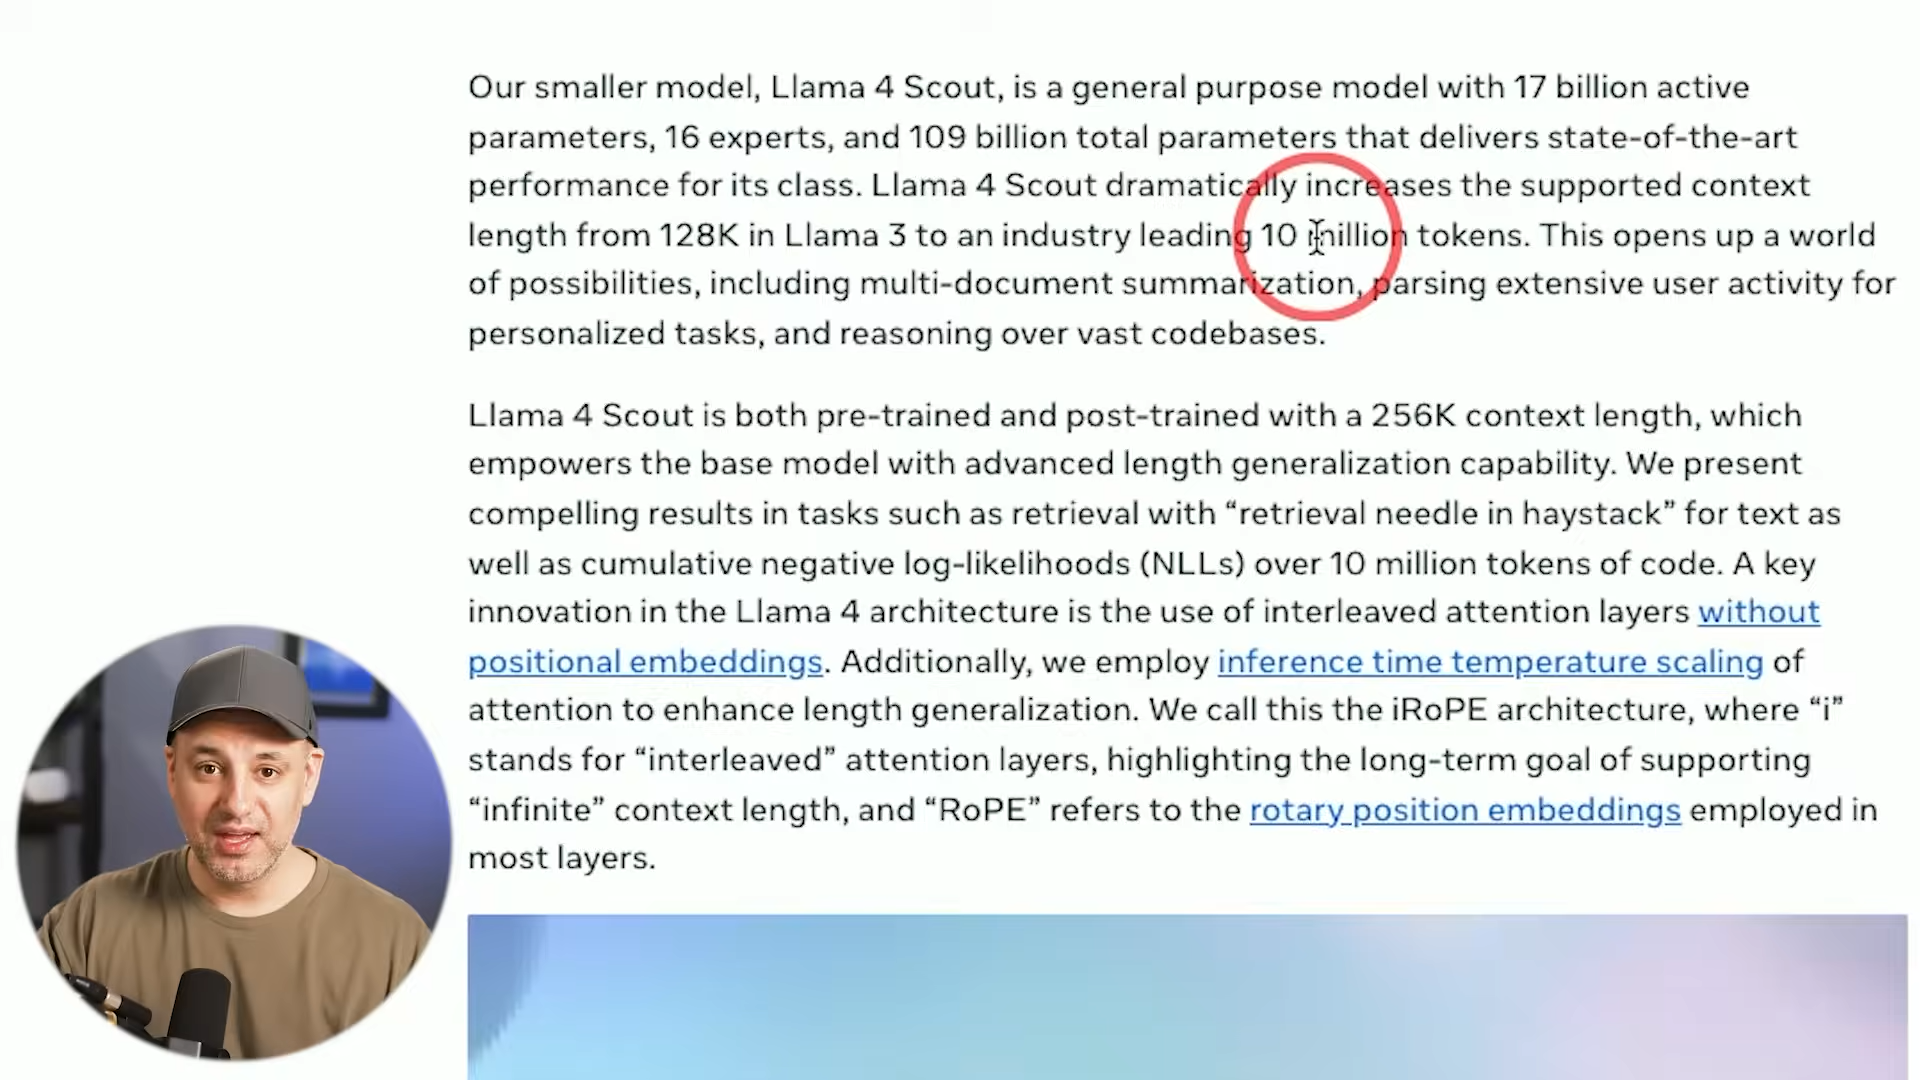 Our smaller model, Llama 4 Scout, is a general purpose model with 17 billion active
parameters, 16 experts, and 109 billion total parameters that delivers state-of-the-art
performance for its class. Llama 4 Scout dramatically increases the supported context
length from 128K in Llama 3 to an industry leading 10 million tokens. This opens up a world
of possibilities, including multi-document summarization, parsing extensive user activity for
personalized tasks, and reasoning over vast codebases.
Llama 4 Scout is both pre-trained and post-trained with a 256K context length, which
empowers the base model with advanced length generalization capability. We present
compelling results in tasks such as retrieval with “retrieval needle in haystack” for text as
well as cumulative negative log-likelihoods (NLLs) over 10 million tokens of code. A key
innovation in the Llama 4 architecture is the use of interleaved attention layers without
positional embeddings. Additionally, we employ inference time temperature scaling of
attention to enhance length generalization. We call this the iRoPE architecture, where “i”
stands for “interleaved” attention layers, highlighting the long-term goal of supporting
“infinite” context length, and “RoPE” refers to the rotary position embeddings employed in
most layers.